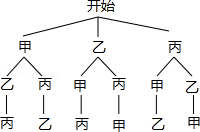 开始
甲 乙 丙
乙 丙 甲 丙 甲 乙
丙 乙 丙 甲 乙 甲